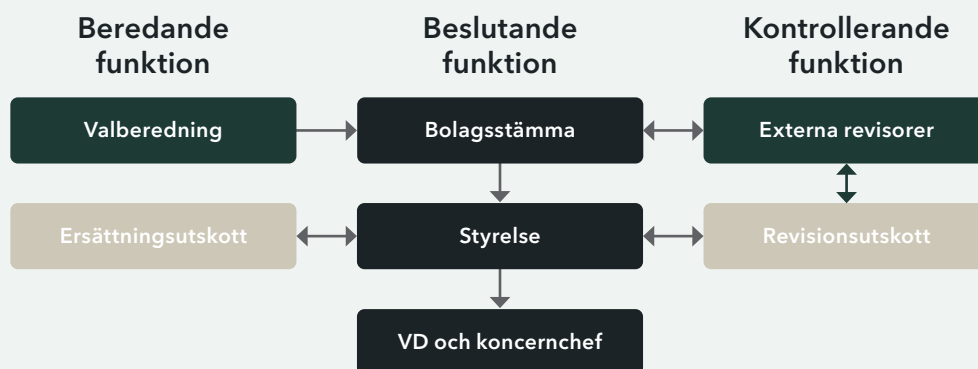 Beredande
funktion
Beslutande
funktion
Kontrollerande
funktion
Valberedning
Bolagsstämma
Externa revisorer
Ersättningsutskott
Styrelse
Revisionsutskott
VD och koncernchef